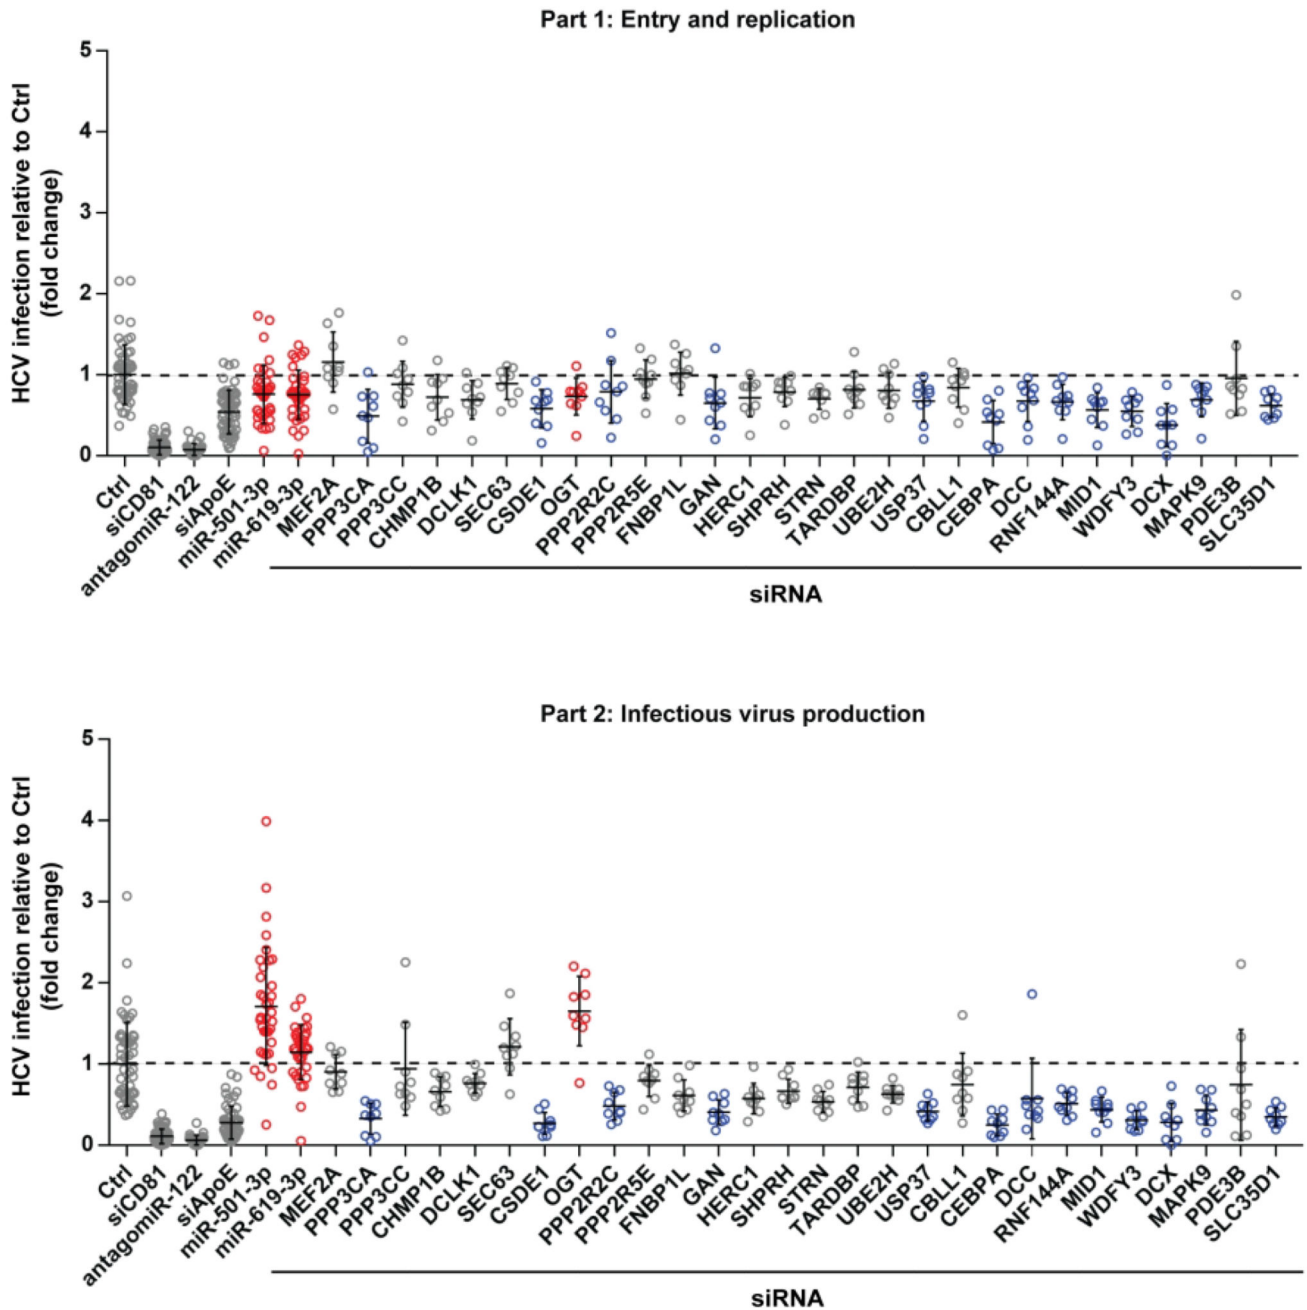 Part 1: Entry and replication
HCV infection relative to Ctrl
(fold change)
5
4
3
2
1
0
Ctrl
siCD81
antagomiR-122
siApoE
miR-501-3p
miR-619-3p
MEF2A
PPP3CA
PPP3CC
CHMP1B
DCLK1
SEC63
CSDE1
OGT
PPP2R2C
PPP2R5E
FNBP1L
GAN
HERC1
SHPRH
STRN
TARDBP
UBE2H
USP37
CBLL1
CEBPA
DCC
RNF144A
MID1
WDFY3
DCX
MAPK9
PDE3B
SLC35D1
siRNA
Part 2: Infectious virus production
HCV infection relative to Ctrl
(fold change)
5
4
3
2
1
0
Ctrl
siCD81
antagomiR-122
siApoE
miR-501-3p
miR-619-3p
MEF2A
PPP3CA
PPP3CC
CHMP1B
DCLK1
SEC63
CSDE1
OGT
PPP2R2C
PPP2R5E
FNBP1L
GAN
HERC1
SHPRH
STRN
TARDBP
UBE2H
USP37
CBLL1
CEBPA
DCC
RNF144A
MID1
WDFY3
DCX
MAPK9
PDE3B
SLC35D1
siRNA